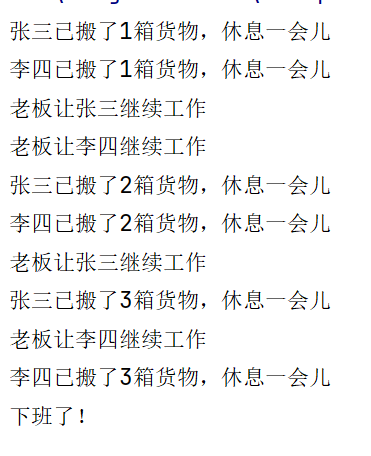 张三已搬了1箱货物，休息一会儿
李四已搬了1箱货物，休息一会儿
老板让张三继续工作
老板让李四继续工作
张三已搬了2箱货物，休息一会儿
李四已搬了2箱货物，休息一会儿
老板让张三继续工作
张三已搬了3箱货物，休息一会儿
老板让李四继续工作
李四已搬了3箱货物，休息一会儿
下班了！